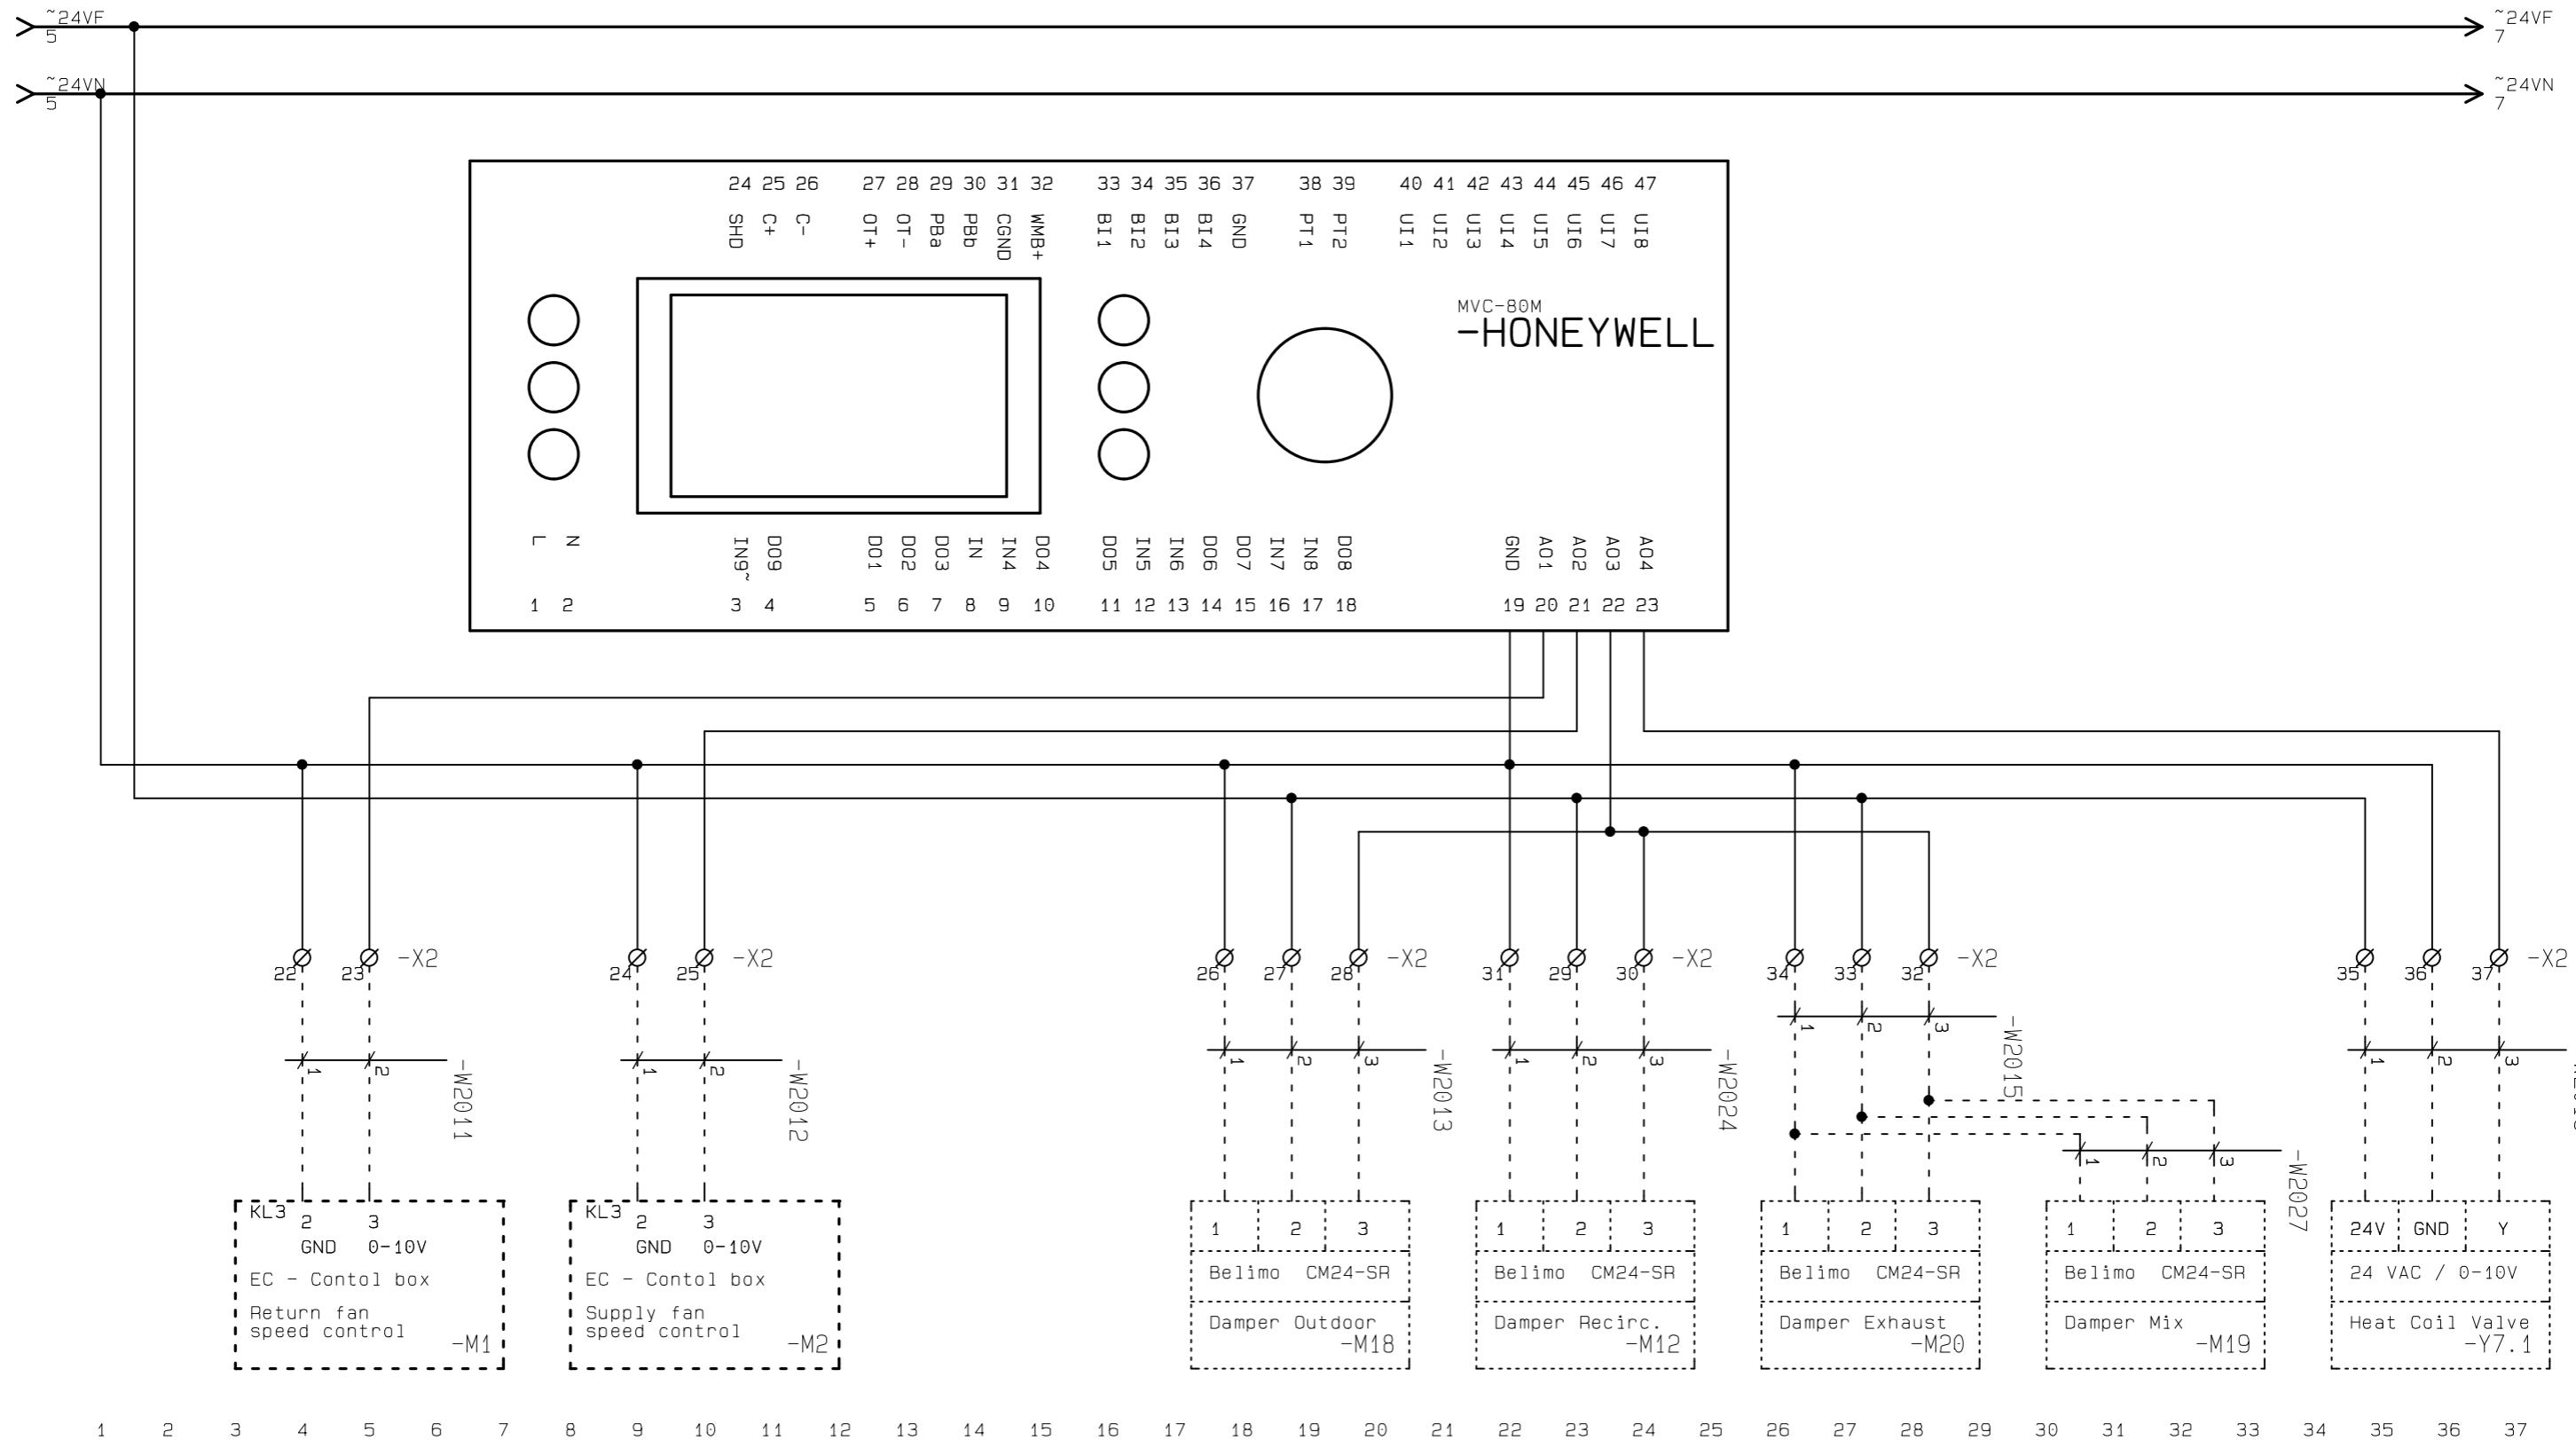 ~24VF ~24VF
5 7
~24VN ~24VN
5 7
24 25 26 27 28 29 30 31 32 33 34 35 36 37 38 39 40 41 42 43 44 45 46 47
SHD C+ C- OT+ OT- PBa PBb CGND WMB+ BI1 BI2 BI3 BI4 GND PT1 PT2 UI1 UI2 UI3 UI4 UI5 UI6 UI7 UI8
MVC-80M
-HONEYWELL
L N IN9~ DO9 DO1 DO2 DO3 IN IN4 DO4 DO5 IN5 IN6 DO6 DO7 IN7 IN8 DO8 GND AO1 AO2 AO3 AO4
1 2 3 4 5 6 7 8 9 10 11 12 13 14 15 16 17 18 19 20 21 22 23
22 23 -X2 24 25 -X2 26 27 28 -X2 31 29 30 -X2 34 33 32 -X2 35 36 37 -X2
1 2 3 -W2015
1 2 -W2011
1 2 -W2012
1 2 3 -W2013
1 2 3 -W2024
1 2 3
1 2 3 -W2027
KL3 2 3
GND 0-10V
EC - Contol box
Return fan
speed control
-M1
KL3 2 3
GND 0-10V
EC - Contol box
Supply fan
speed control
-M2
1 2 3
Belimo CM24-SR
Damper Outdoor
-M18
1 2 3
Belimo CM24-SR
Damper Recirc.
-M12
1 2 3
Belimo CM24-SR
Damper Exhaust
-M20
1 2 3
Belimo CM24-SR
Damper Mix
-M19
24V GND Y
24 VAC / 0-10V
Heat Coil Valve
-Y7.1
1 2 3 4 5 6 7 8 9 10 11 12 13 14 15 16 17 18 19 20 21 22 23 24 25 26 27 28 29 30 31 32 33 34 35 36 37